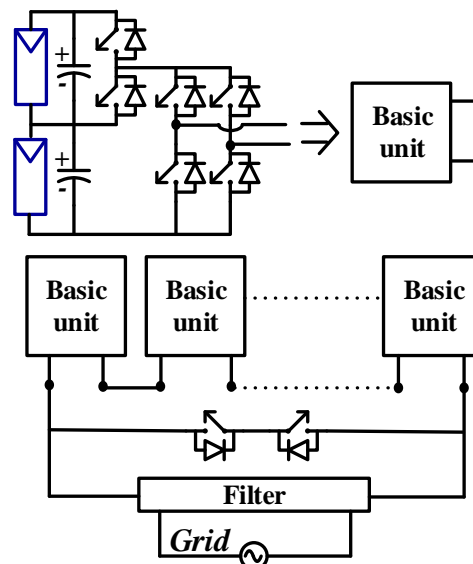 +
-
+
-
Basic
unit
Basic
unit
Basic
unit
Basic
unit
Filter
Grid